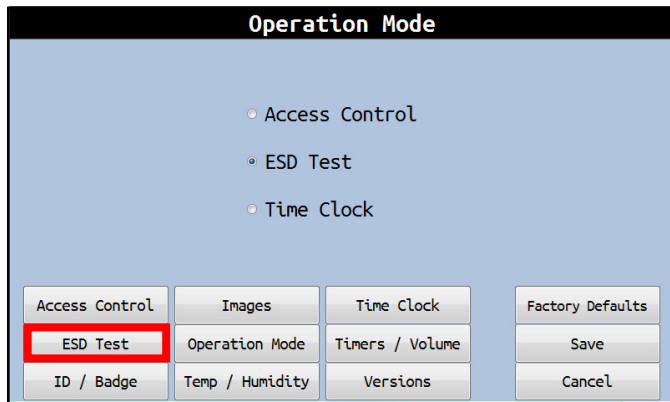 Operation Mode
Access Control
ESD Test
Time Clock
Access Control Images Time Clock Factory Defaults
ESD Test Operation Mode Timers / Volume Save
ID / Badge Temp / Humidity Versions Cancel